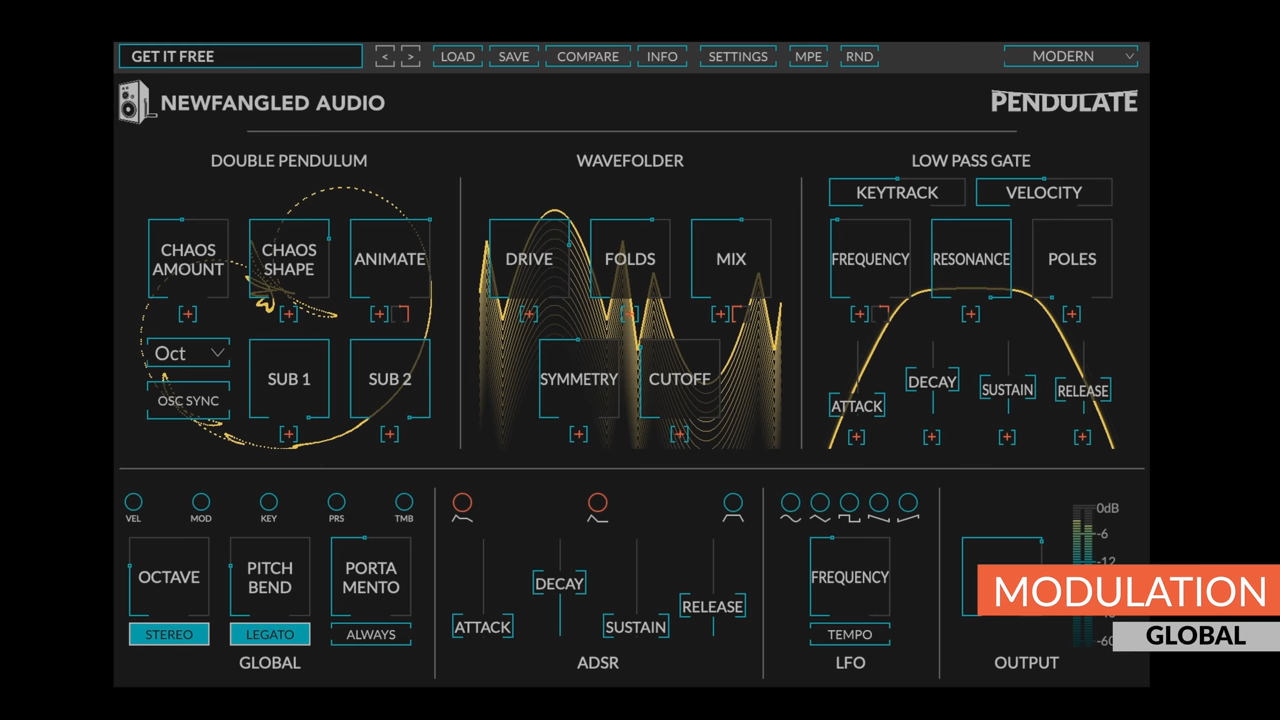 GET IT FREE
< >
LOAD
SAVE
COMPARE
INFO
SETTINGS
MPE
RND
MODERN
NEWFANGLED AUDIO
PENDULATE
DOUBLE PENDULUM
WAVEFOLDER
LOW PASS GATE
KEYTRACK
VELOCITY
CHAOS
AMOUNT
CHAOS
SHAPE
ANIMATE
DRIVE
FOLDS
MIX
FREQUENCY
RESONANCE
POLES
Oct
OSC SYNC
SUB 1
SUB 2
SYMMETRY
CUTOFF
ATTACK
DECAY
SUSTAIN
RELEASE
VEL
MOD
KEY
PRS
TMB
OCTAVE
PITCH
BEND
PORTA
MENTO
STEREO
LEGATO
ALWAYS
GLOBAL
ATTACK
DECAY
SUSTAIN
RELEASE
ADSR
FREQUENCY
TEMPO
LFO
0dB
-6
-12
-60
OUTPUT
MODULATION
GLOBAL